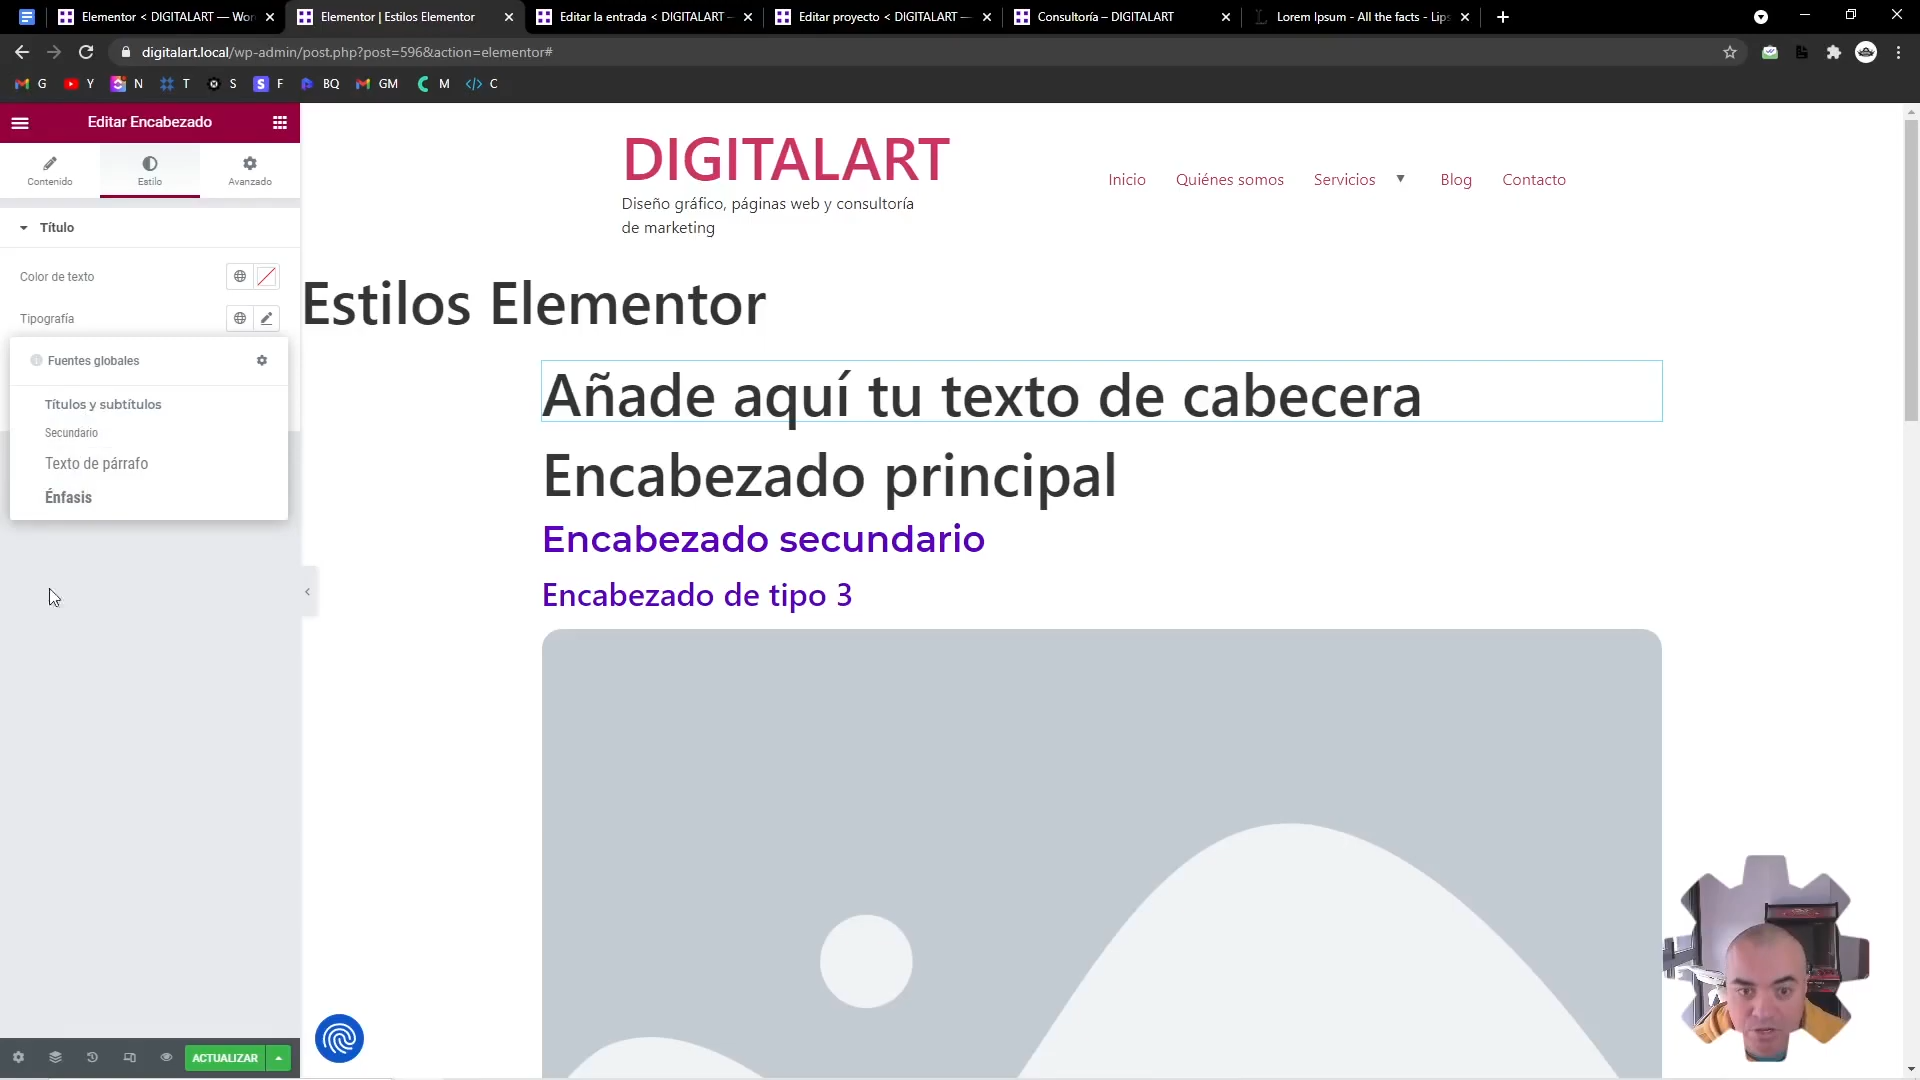 Elementor < DIGITALART — Wor
Elementor | Estilos Elementor
Editar la entrada < DIGITALART —
Editar proyecto < DIGITALART —
Consultoría – DIGITALART
Lorem Ipsum - All the facts - Lips
digitalart.local/wp-admin/post.php?post=596&action=elementor#
G Y N T S F BQ GM M C
Editar Encabezado
Contenido
Estilo
Avanzado
Título
Color de texto
Tipografía
Fuentes globales
Títulos y subtítulos
Secundario
Texto de párrafo
Énfasis
ACTUALIZAR
DIGITALART
Diseño gráfico, páginas web y consultoría
de marketing
Inicio Quiénes somos Servicios Blog Contacto
Estilos Elementor
Añade aquí tu texto de cabecera
Encabezado principal
Encabezado secundario
Encabezado de tipo 3